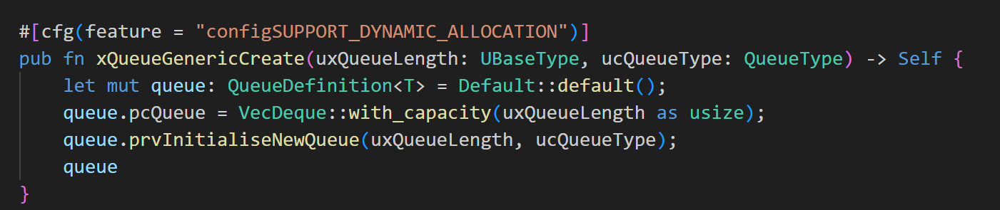 #[cfg(feature = "configSUPPORT_DYNAMIC_ALLOCATION")]
pub fn xQueueGenericCreate(uxQueueLength: UBaseType, ucQueueType: QueueType) -> Self {
    let mut queue: QueueDefinition<T> = Default::default();
    queue.pcQueue = VecDeque::with_capacity(uxQueueLength as usize);
    queue.prvInitialiseNewQueue(uxQueueLength, ucQueueType);
    queue
}